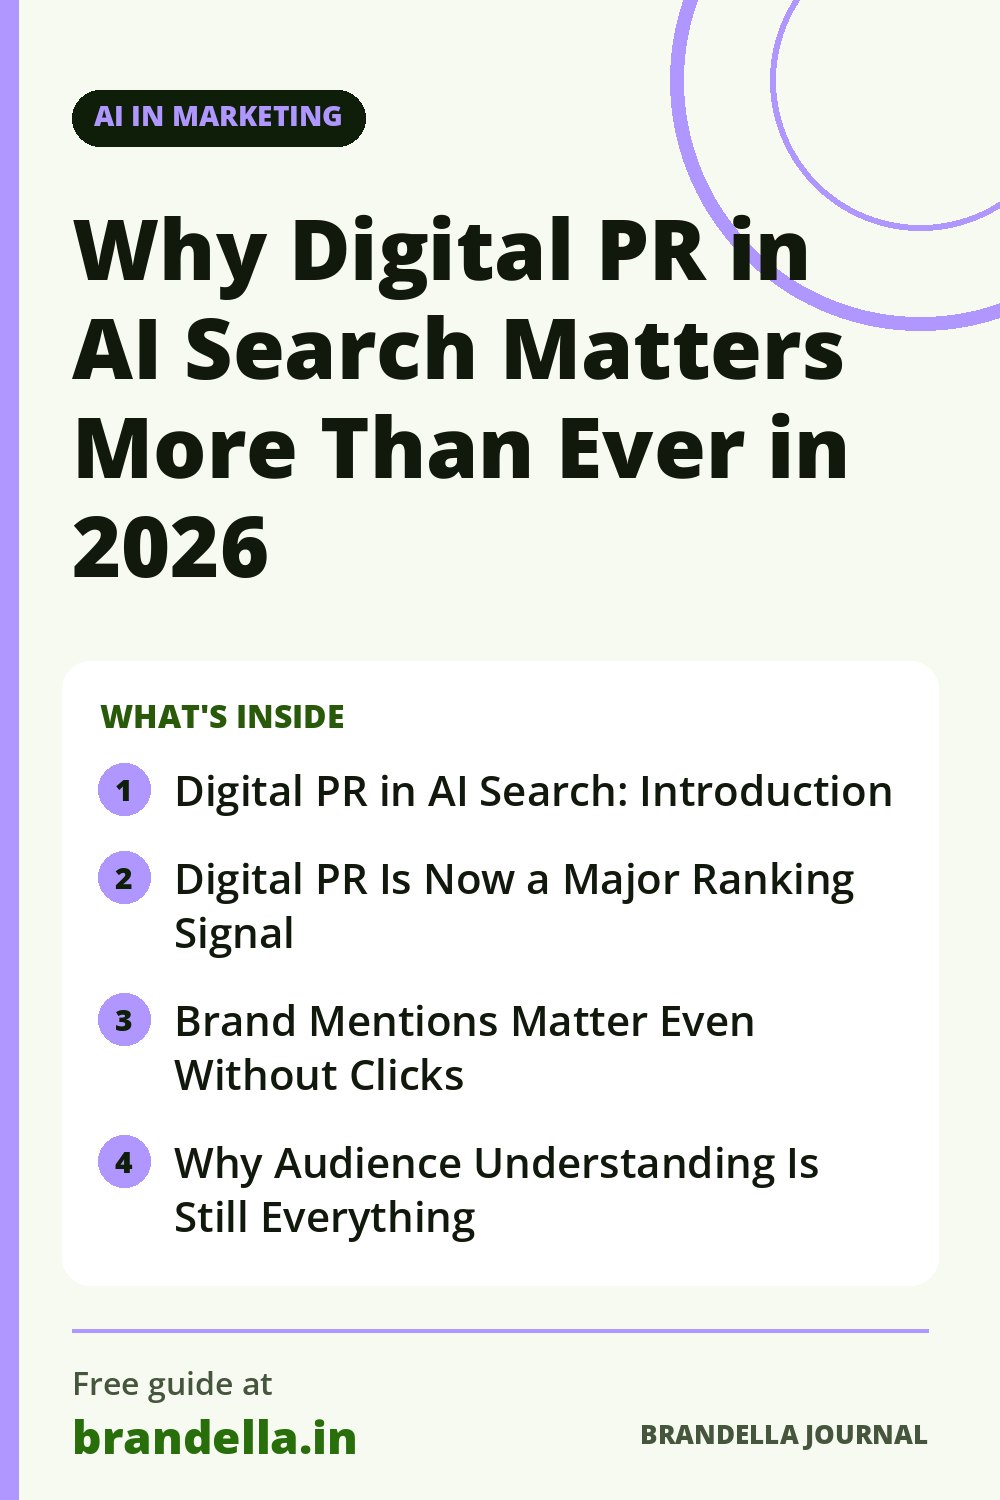 AI IN MARKETING
Why Digital PR in
AI Search Matters
More Than Ever in
2026
WHAT'S INSIDE
1 Digital PR in AI Search: Introduction
2 Digital PR Is Now a Major Ranking
Signal
3 Brand Mentions Matter Even
Without Clicks
4 Why Audience Understanding Is
Still Everything
Free guide at
brandella.in
BRANDELLA JOURNAL